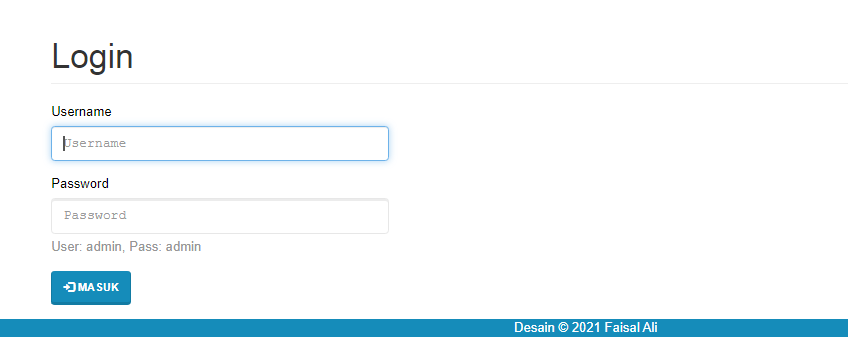 Login
Username
Username
Password
Password
User: admin, Pass: admin
MASUK
Desain © 2021 Faisal Ali